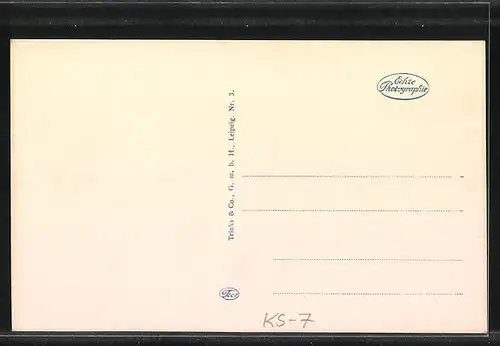 Echte
Photographie
Trinks & Co., G. m. b. H., Leipzig. Nr. 3.
KS-7